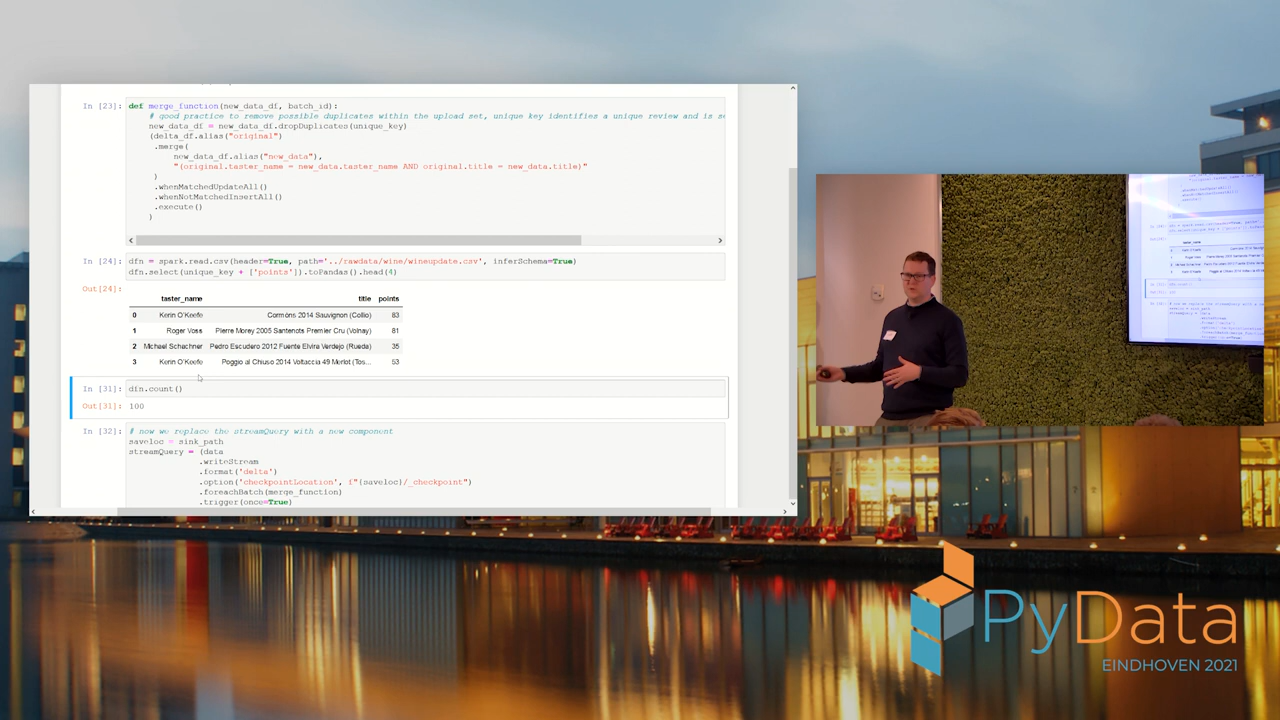 In [23]: def merge_function(new_data_df, batch_id):
# good practice to remove possible duplicates within the upload set, unique key identifies a unique review and is s
new_data_df = new_data_df.dropDuplicates(unique_key)
(delta_df.alias("original")
.merge(
new_data_df.alias("new_data"),
"(original.taster_name = new_data.taster_name AND original.title = new_data.title)"
)
.whenMatchedUpdateAll()
.whenNotMatchedInsertAll()
.execute()
)
In [24]: dfn = spark.read.csv(header=True, path='../rawdata/wine/wineupdate.csv', inferSchema=True)
dfn.select(unique_key + ['points']).toPandas().head(4)
Out[24]:
taster_name title points
0 Kerin O'Keefe Cormòns 2014 Sauvignon (Collio) 83
1 Roger Voss Pierre Morey 2005 Santenots Premier Cru (Volnay) 81
2 Michael Schachner Pedro Escudero 2012 Fuente Elvira Verdejo (Rueda) 35
3 Kerin O'Keefe Poggio al Chiuso 2014 Voltaccia 49 Merlot (Tos... 53
In [31]: dfn.count()
Out[31]: 100
In [32]: # now we replace the streamQuery with a new component
saveloc = sink_path
streamQuery = (data
.writeStream
.format('delta')
.option('checkpointLocation', f"{saveloc}/_checkpoint")
.foreachBatch(merge_function)
.trigger(once=True)
PyData
EINDHOVEN 2021